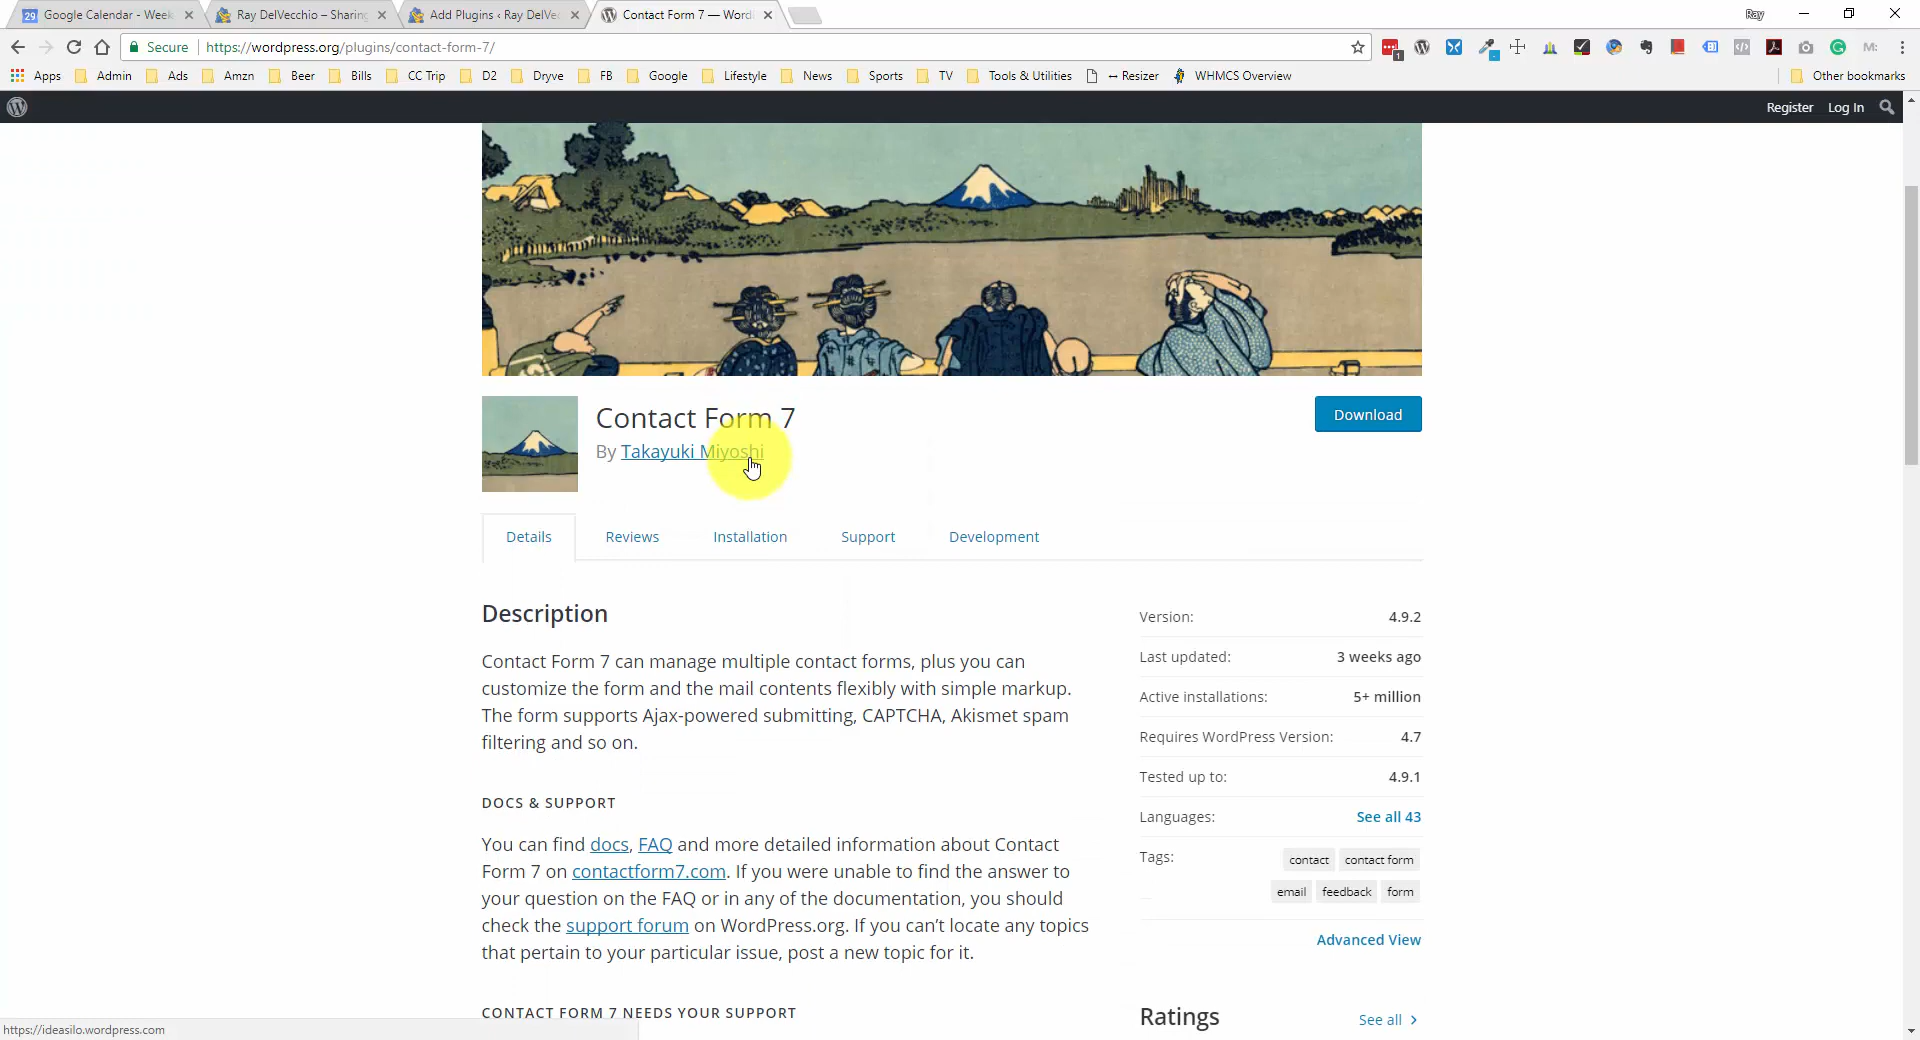 Google Calendar - Week
Ray DelVecchio – Sharing
Add Plugins ‹ Ray DelVec
Contact Form 7 — Word
Ray
Secure
https://wordpress.org/plugins/contact-form-7/
Apps
Admin
Ads
Amzn
Beer
Bills
CC Trip
D2
Dryve
FB
Google
Lifestyle
News
Sports
TV
Tools & Utilities
Resizer
WHMCS Overview
Other bookmarks
Register
Log In
Contact Form 7
By Takayuki Miyoshi
Download
Details
Reviews
Installation
Support
Development
Description
Contact Form 7 can manage multiple contact forms, plus you can
customize the form and the mail contents flexibly with simple markup.
The form supports Ajax-powered submitting, CAPTCHA, Akismet spam
filtering and so on.
DOCS & SUPPORT
You can find docs, FAQ and more detailed information about Contact
Form 7 on contactform7.com. If you were unable to find the answer to
your question on the FAQ or in any of the documentation, you should
check the support forum on WordPress.org. If you can’t locate any topics
that pertain to your particular issue, post a new topic for it.
CONTACT FORM 7 NEEDS YOUR SUPPORT
Version: 4.9.2
Last updated: 3 weeks ago
Active installations: 5+ million
Requires WordPress Version: 4.7
Tested up to: 4.9.1
Languages: See all 43
Tags: contact contact form
email feedback form
Advanced View
Ratings
See all
https://ideasilo.wordpress.com